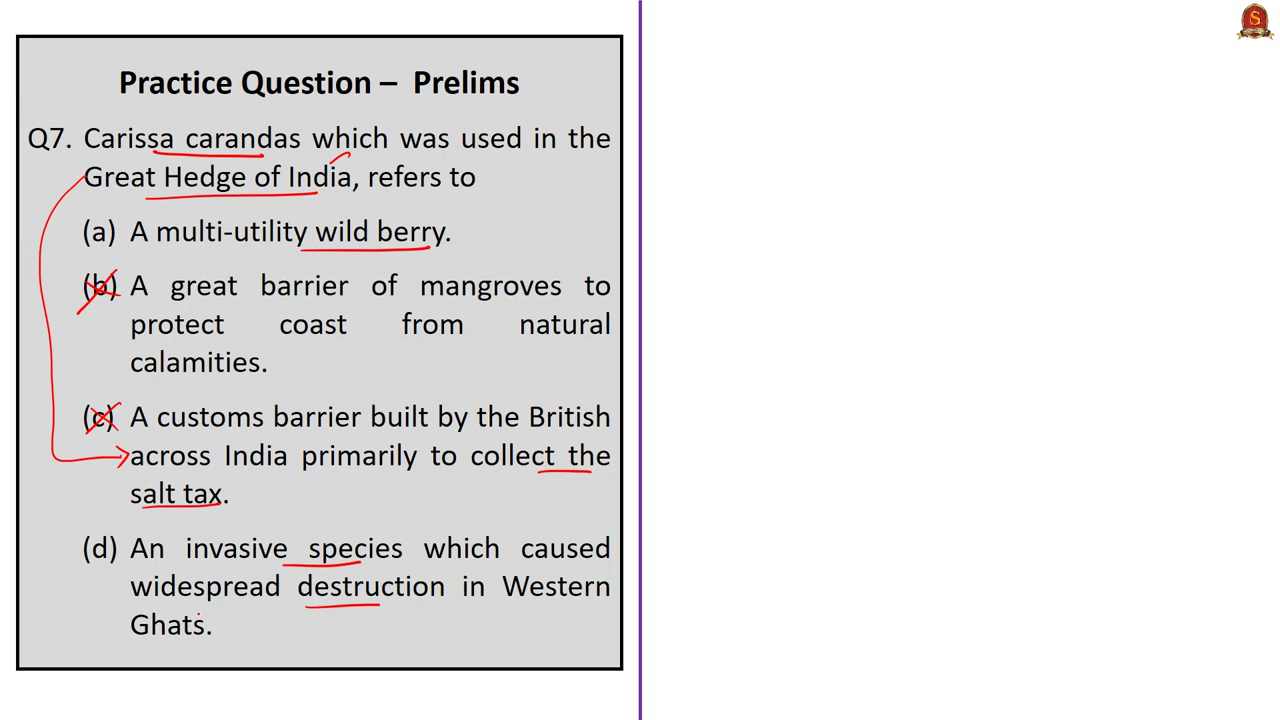 Practice Question – Prelims
Q7. Carissa carandas which was used in the
Great Hedge of India, refers to
(a) A multi-utility wild berry.
(b) A great barrier of mangroves to
protect coast from natural
calamities.
(c) A customs barrier built by the British
across India primarily to collect the
salt tax.
(d) An invasive species which caused
widespread destruction in Western
Ghats.
S